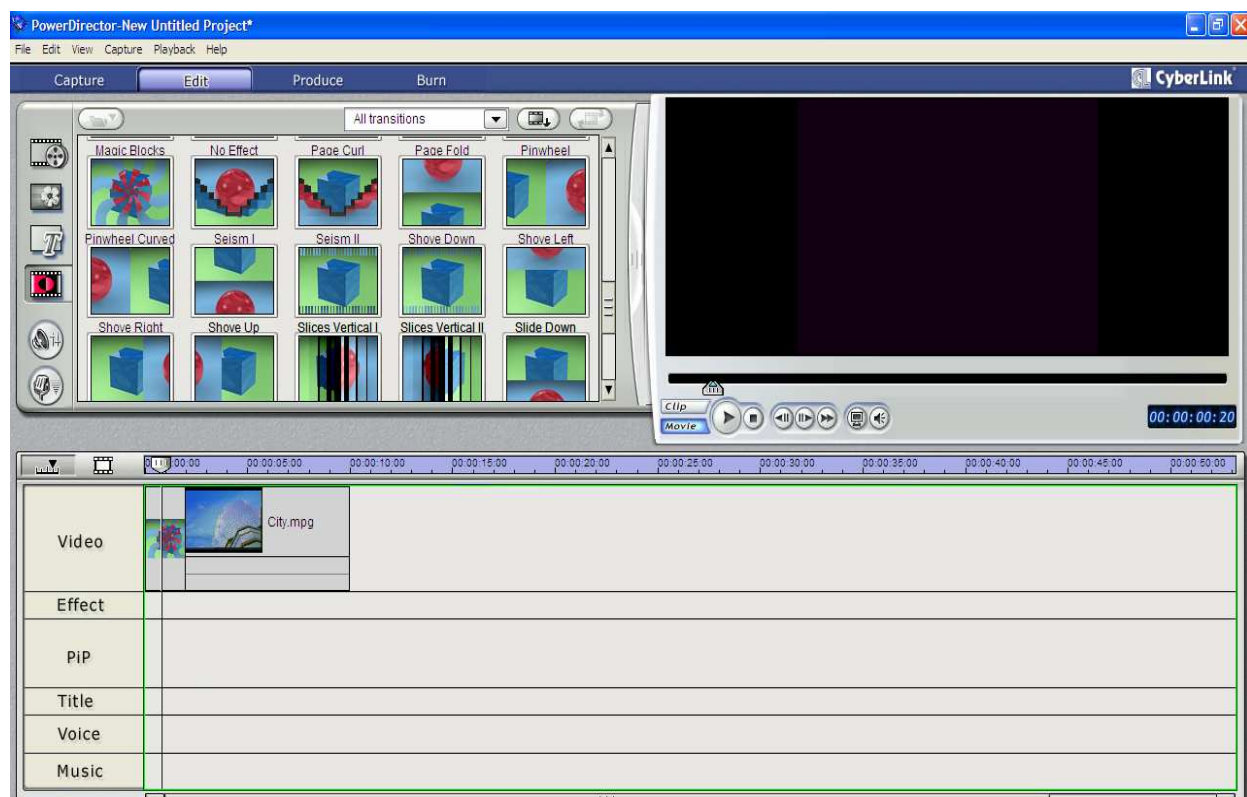 PowerDirector-New Untitled Project*
File Edit View Capture Playback Help
Capture Edit Produce Burn CyberLink
All transitions
Magic Blocks No Effect Page Curl Page Fold Pinwheel
Pinwheel Curved Seism I Seism II Shove Down Shove Left
Shove Right Shove Up Slices Vertical I Slices Vertical II Slide Down
Clip
Movie
00:00:00:20
00:00:05:00 00:00:10:00 00:00:15:00 00:00:20:00 00:00:25:00 00:00:30:00 00:00:35:00 00:00:40:00 00:00:45:00 00:00:50:00
Video
City.mpg
Effect
PiP
Title
Voice
Music